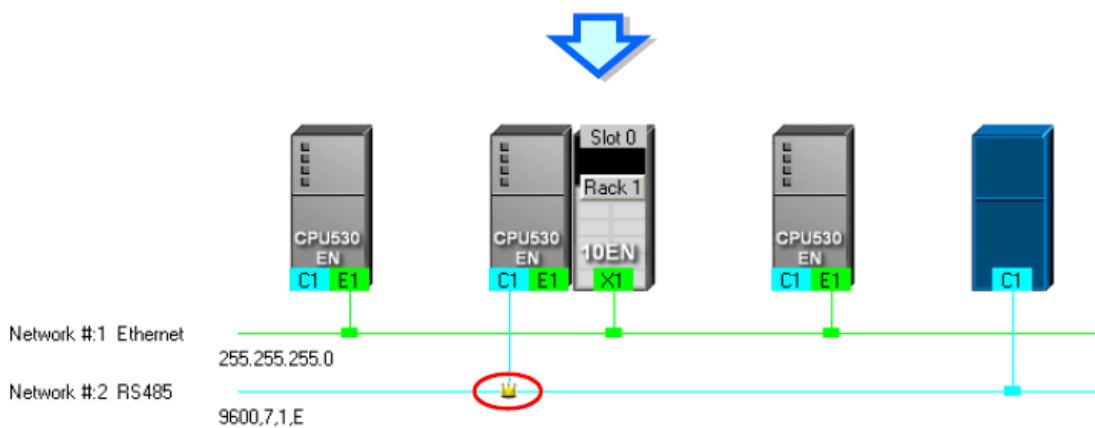 Slot 0
Rack 1
CPU530
EN
C1 E1
CPU530
EN
C1 E1
10EN
X1
CPU530
EN
C1 E1
C1
Network #:1 Ethernet
255.255.255.0
Network #:2 RS485
9600,7,1,E